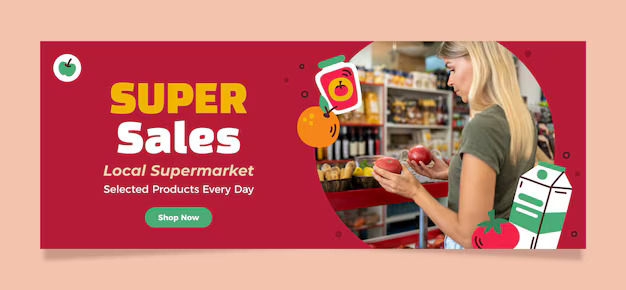 SUPER
Sales
Local Supermarket
Selected Products Every Day
Shop Now